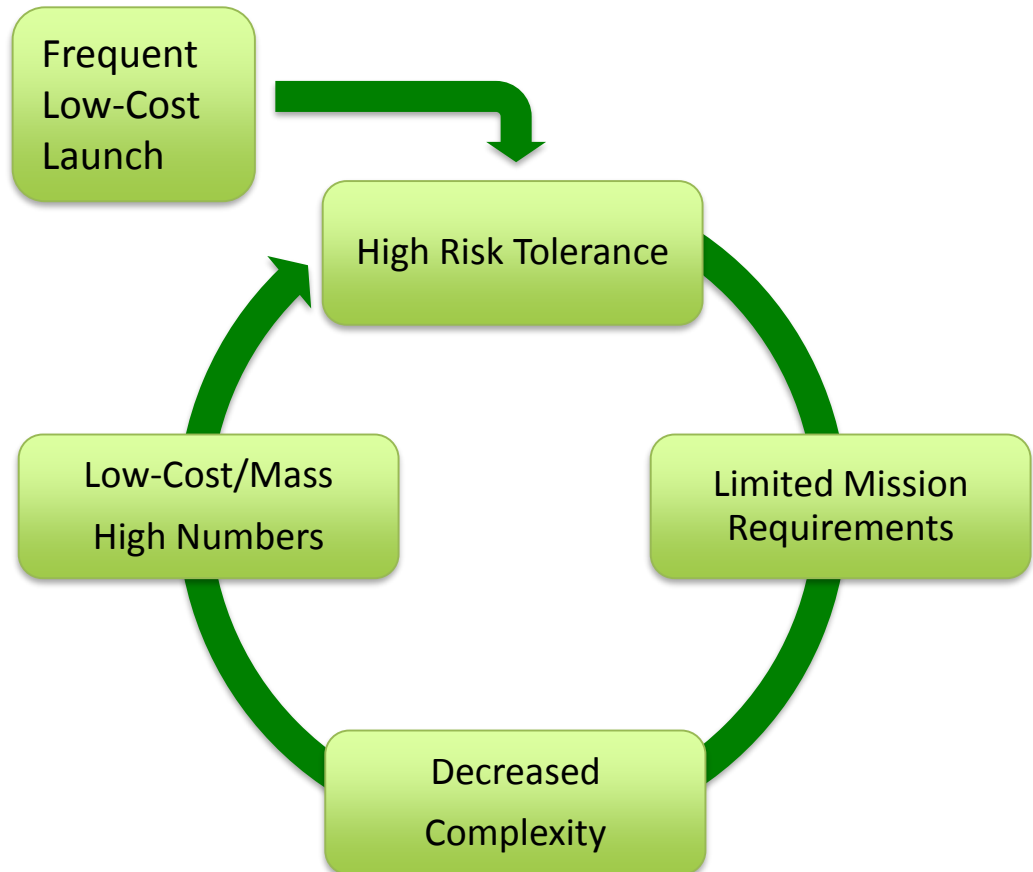 Frequent
Low-Cost
Launch
High Risk Tolerance
Limited Mission
Requirements
Decreased
Complexity
Low-Cost/Mass
High Numbers